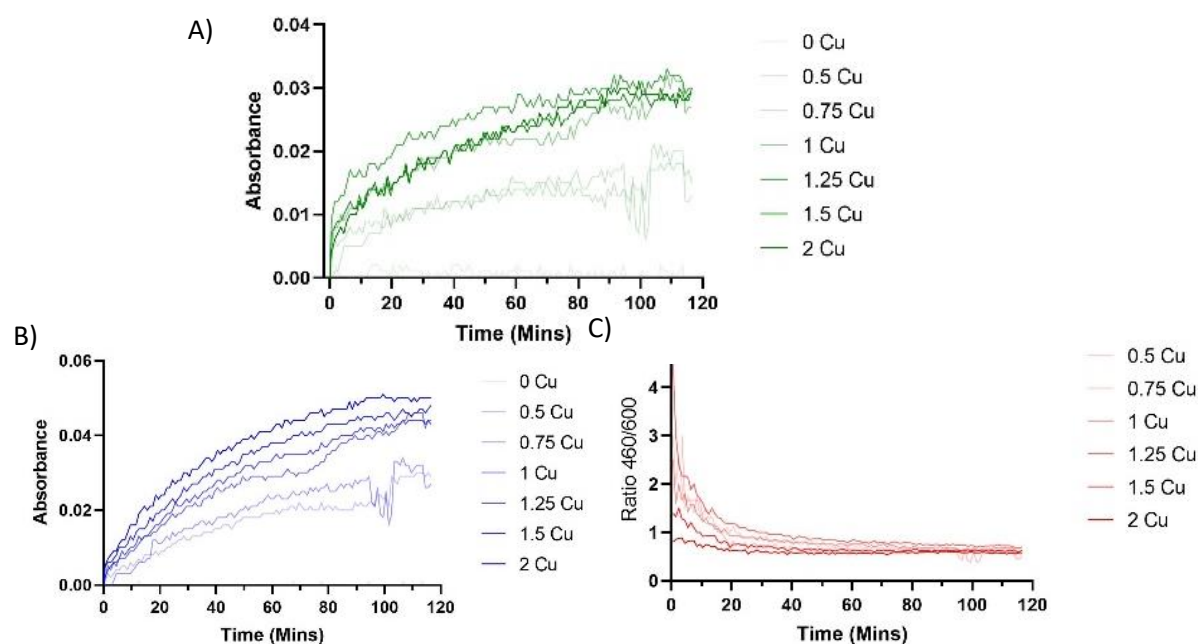 A)
Absorbance
0.04
0.03
0.02
0.01
0.00
0 20 40 60 80 100 120
Time (Mins)
0 Cu
0.5 Cu
0.75 Cu
1 Cu
1.25 Cu
1.5 Cu
2 Cu
B)
Absorbance
0.06
0.04
0.02
0.00
0 20 40 60 80 100 120
Time (Mins)
0 Cu
0.5 Cu
0.75 Cu
1 Cu
1.25 Cu
1.5 Cu
2 Cu
C)
Ratio 460/600
4
3
2
1
0
0 20 40 60 80 100 120
Time (Mins)
0.5 Cu
0.75 Cu
1 Cu
1.25 Cu
1.5 Cu
2 Cu